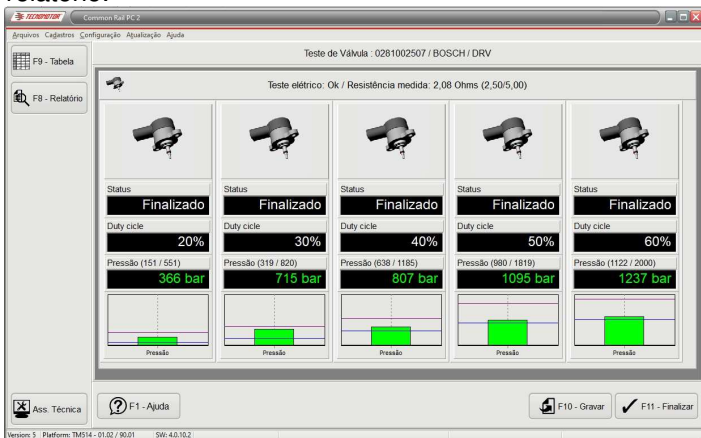 relatório.
TECNOMOTOR Common Rail PC 2
Arquivos Cadastros Configuração Atualização Ajuda
F9 - Tabela
F8 - Relatório
Teste de Válvula : 0281002507 / BOSCH / DRV
Teste elétrico: Ok / Resistência medida: 2,08 Ohms (2,50/5,00)
Status Status Status Status Status
Finalizado Finalizado Finalizado Finalizado Finalizado
Duty cicle Duty cicle Duty cicle Duty cicle Duty cicle
20% 30% 40% 50% 60%
Pressão (151 / 551) Pressão (319 / 820) Pressão (638 / 1185) Pressão (980 / 1819) Pressão (1122 / 2000)
366 bar 715 bar 807 bar 1095 bar 1237 bar
Pressão Pressão Pressão Pressão Pressão
Ass. Técnica F1 - Ajuda F10 - Gravar F11 - Finalizar
Version: 5 Platform: TM514 - 01.02 / 90.01 SW: 4.0.10.2